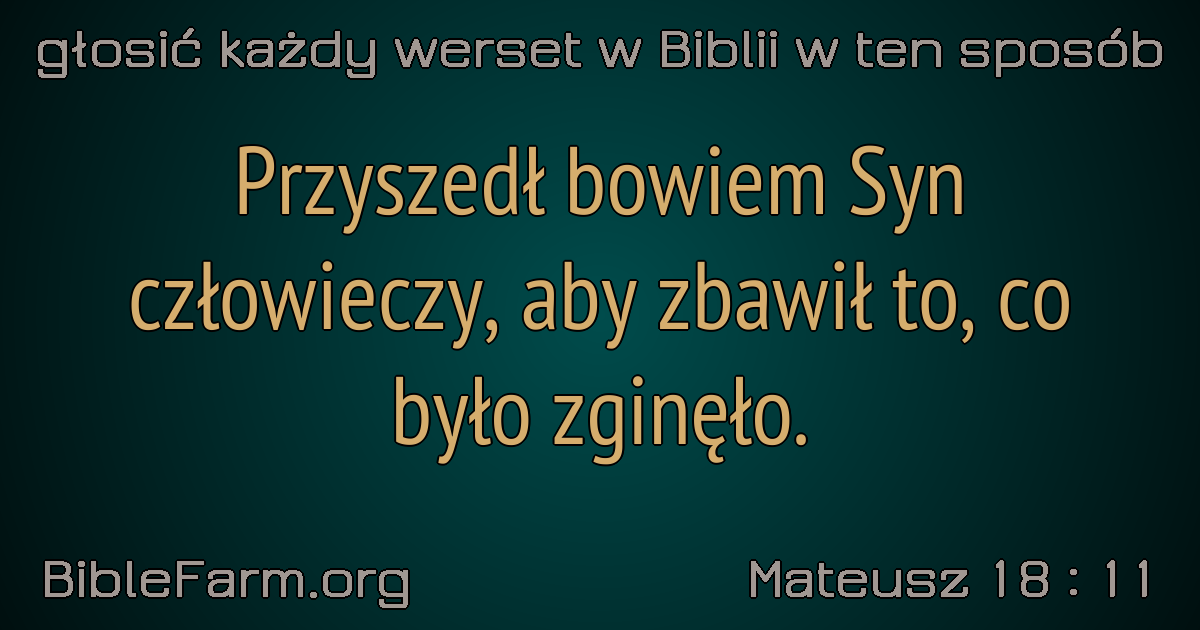 głosić każdy werset w Biblii w ten sposób
Przyszedł bowiem Syn
człowieczy, aby zbawił to, co
było zginęło.
BibleFarm.org
Mateusz 18 : 11